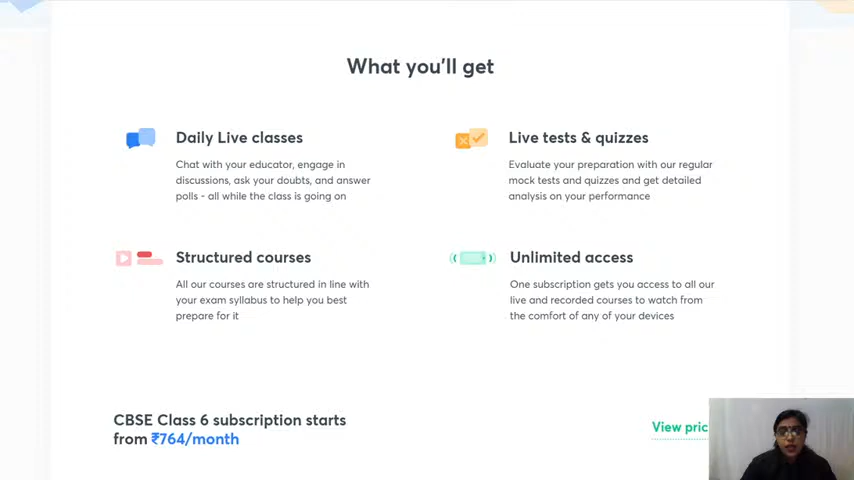 What you'll get
Daily Live classes
Chat with your educator, engage in
discussions, ask your doubts, and answer
polls - all while the class is going on
Live tests & quizzes
Evaluate your preparation with our regular
mock tests and quizzes and get detailed
analysis on your performance
Structured courses
All our courses are structured in line with
your exam syllabus to help you best
prepare for it
Unlimited access
One subscription gets you access to all our
live and recorded courses to watch from
the comfort of any of your devices
CBSE Class 6 subscription starts
from ₹764/month
View pric